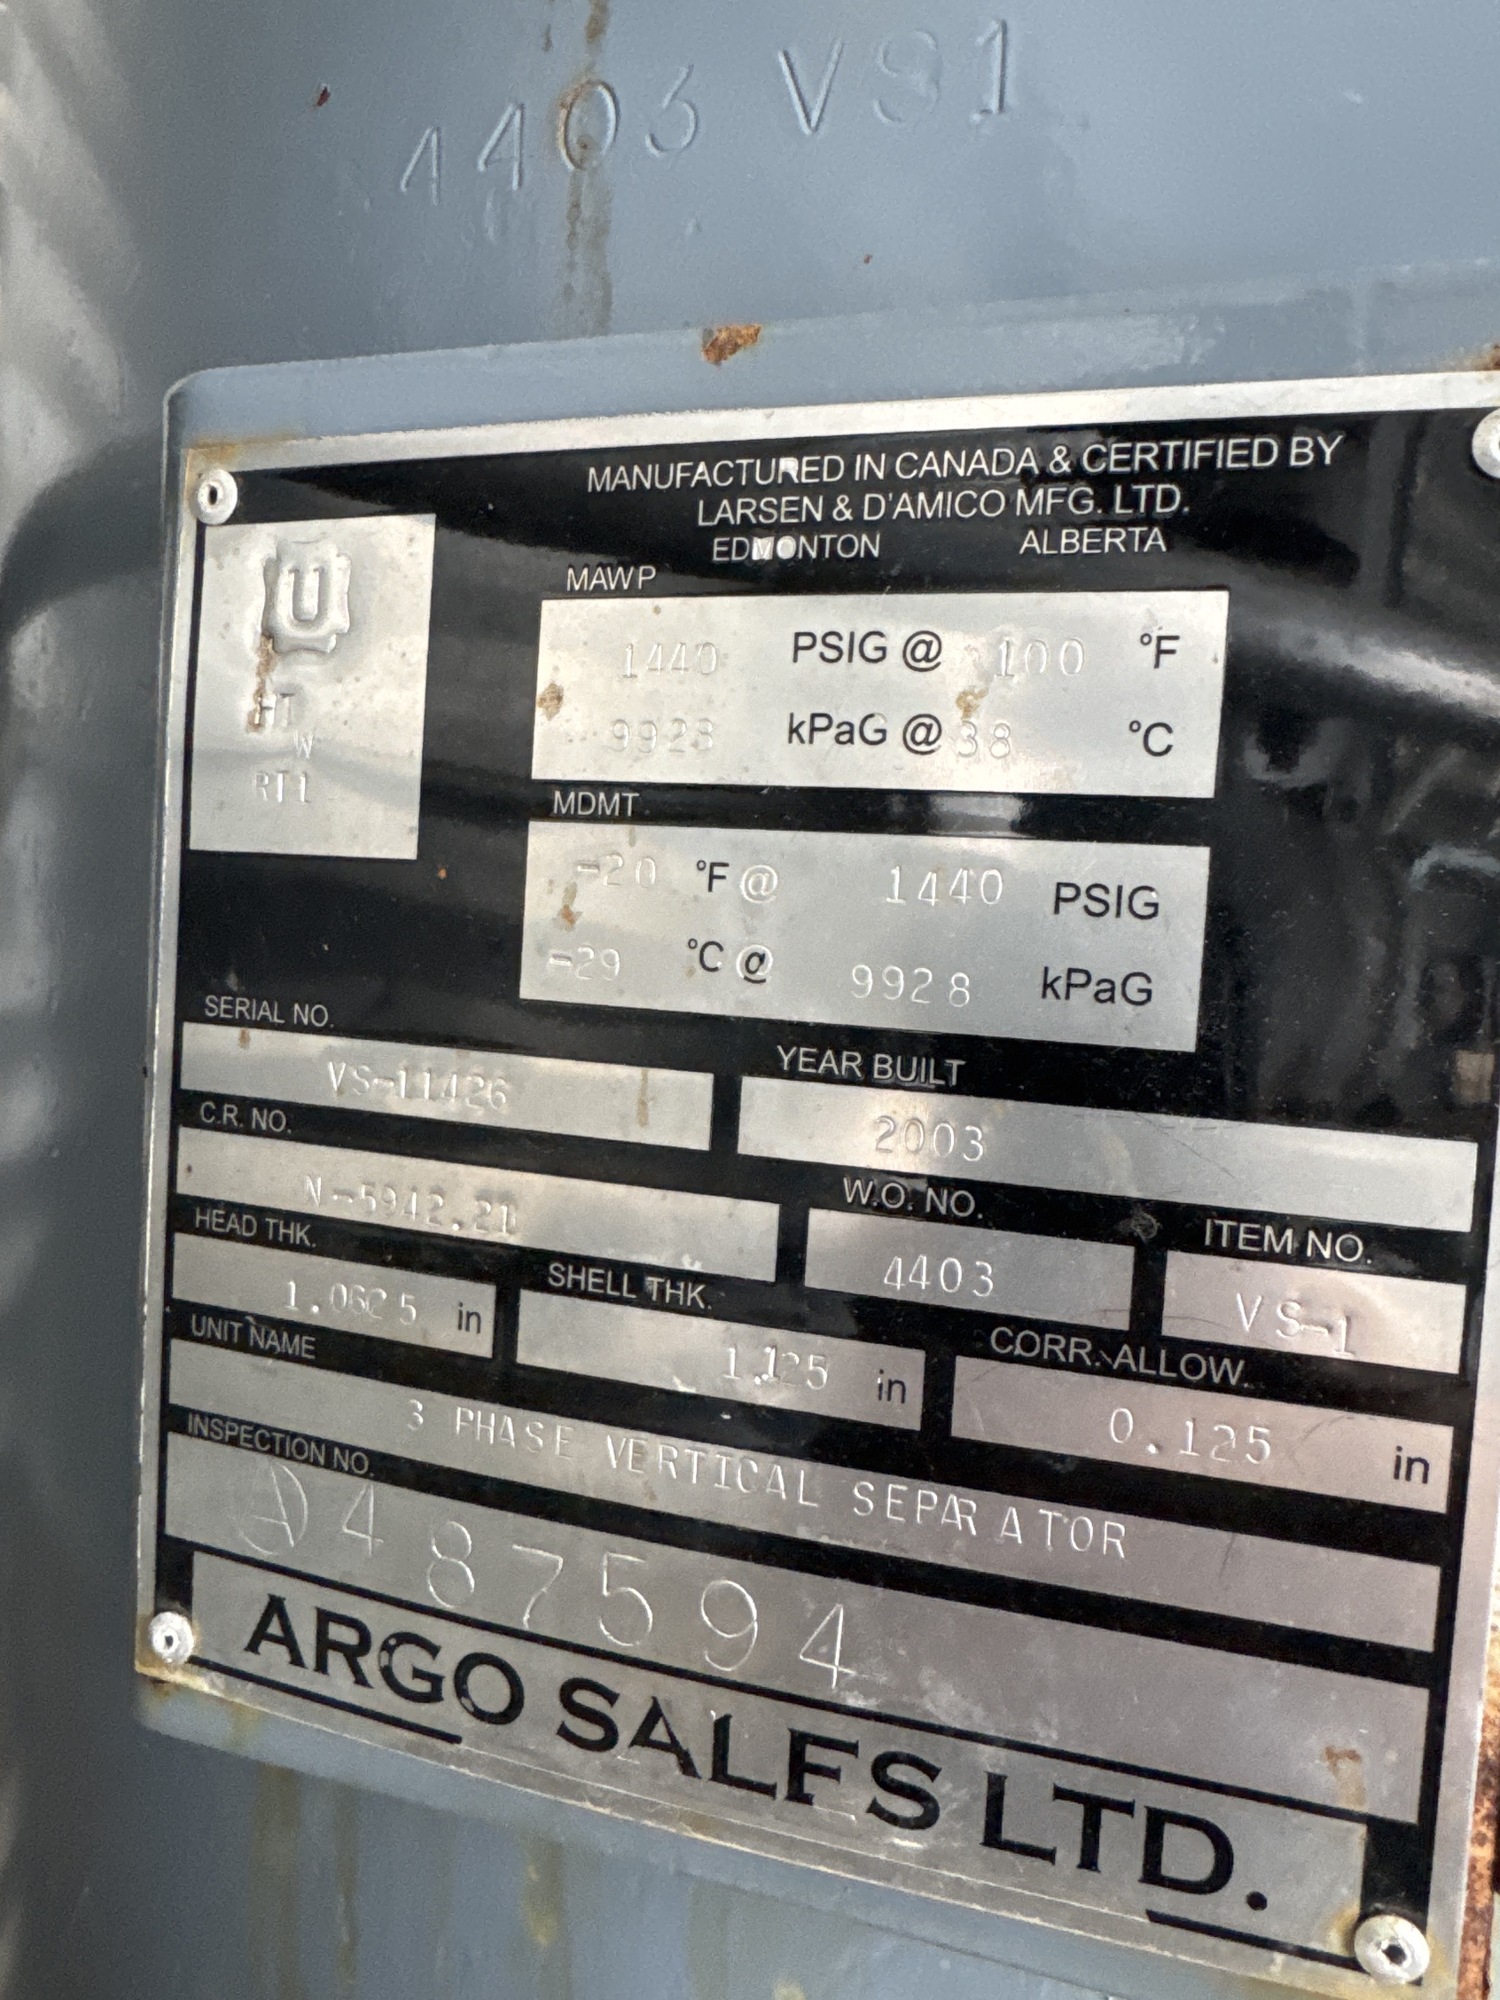 4403 VS1
MANUFACTURED IN CANADA & CERTIFIED BY
LARSEN & D'AMICO MFG. LTD.
EDMONTON ALBERTA
U
HT
W
RT1
MAWP
1440 PSIG @ 100 °F
9928 kPaG @ 38 °C
MDMT
-20 °F @ 1440 PSIG
-29 °C @ 9928 kPaG
SERIAL NO.
VS-11426
YEAR BUILT
2003
C.R. NO.
N-5942.21
W.O. NO.
4403
ITEM NO.
VS-1
HEAD THK.
1.0625 in
SHELL THK.
1.125 in
CORR. ALLOW.
0.125 in
UNIT NAME
3 PHASE VERTICAL SEPARATOR
INSPECTION NO.
A 487594
ARGO SALES LTD.